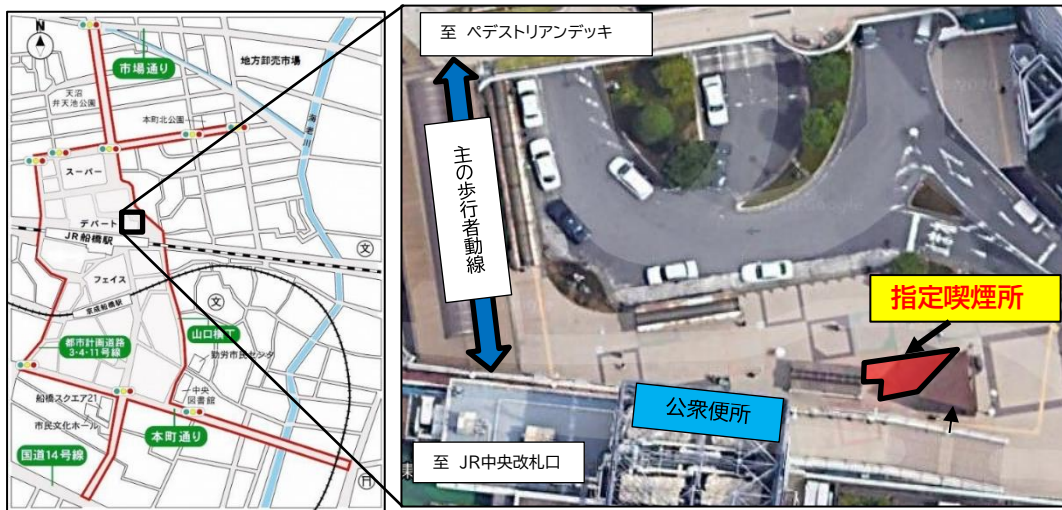 N
市場通り
地方卸売市場
天沼
弁天池公園
本町北公園
海老川
スーパー
デパート
JR船橋駅
文
フェイス
京成船橋駅
文
都市計画道路
3・4・11号線
山口横丁
勤労市民センタ
中央
図書館
船橋スクエア21
市民文化ホール
本町通り
国道14号線
至 ペデストリアンデッキ
主の歩行者動線
指定喫煙所
公衆便所
至 JR中央改札口